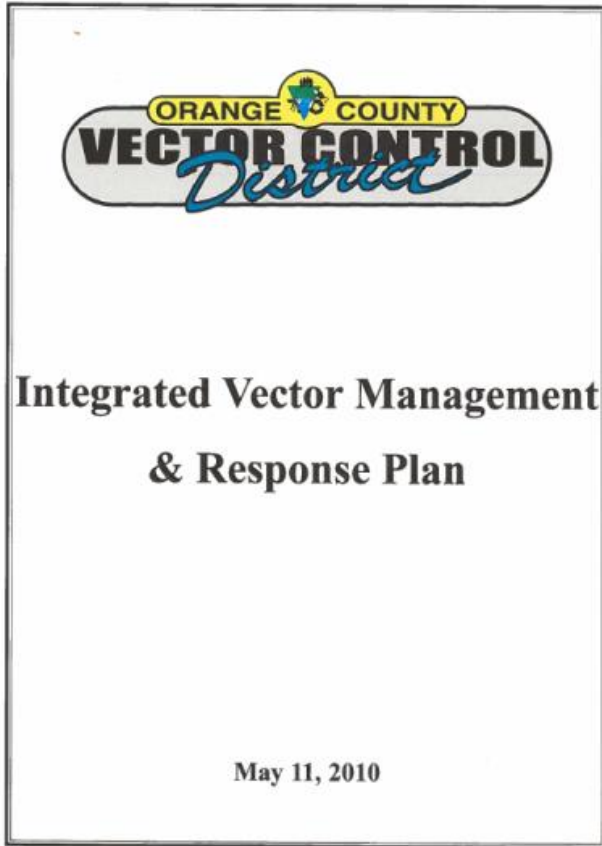 ORANGE COUNTY
VECTOR CONTROL
District
Integrated Vector Management
& Response Plan
May 11, 2010